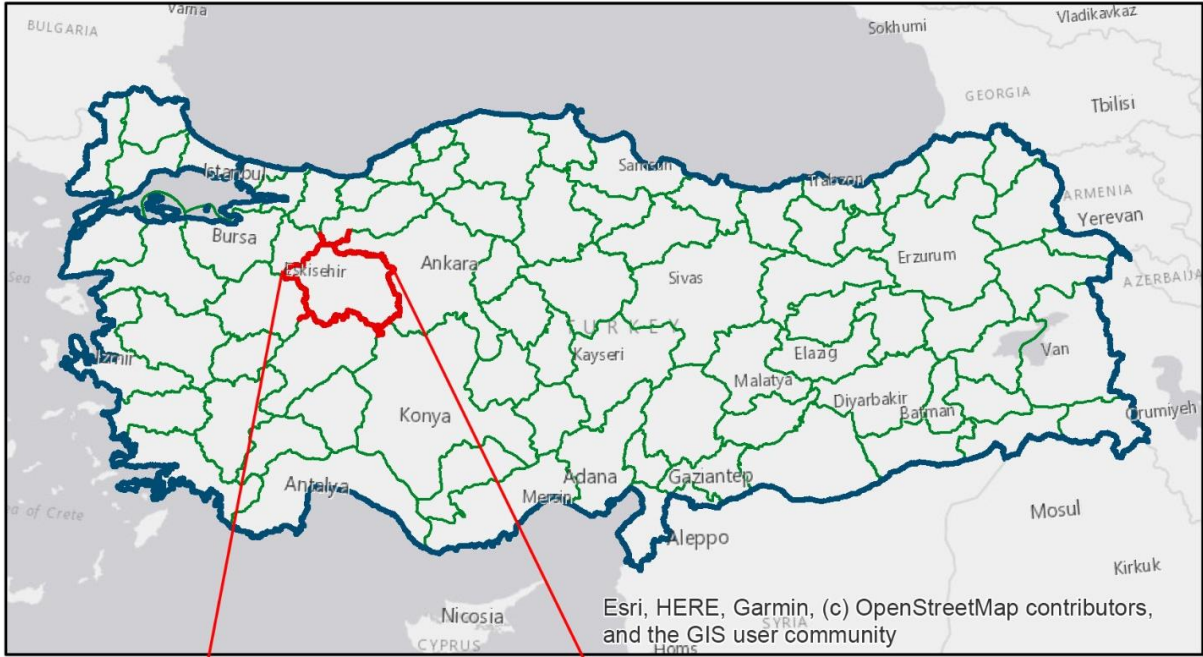 Varna
BULGARIA
Sokhumi
Vladikavkaz
GEORGIA
Tbilisi
Istanbul
Samsun
Trabzon
ARMENIA
Yerevan
Bursa
Eskisehir
Ankara
Sivas
Erzurum
AZERBAIJA
Sea
TURKEY
Izmir
Kayseri
Elazig
Van
Malatya
Diyarbakir
Batman
Orumiyeh
Konya
Antalya
Adana
Gaziantep
Mersin
ea of Crete
Aleppo
Mosul
Kirkuk
Nicosia
CYPRUS
SYRIA
Homs
Esri, HERE, Garmin, (c) OpenStreetMap contributors,
and the GIS user community